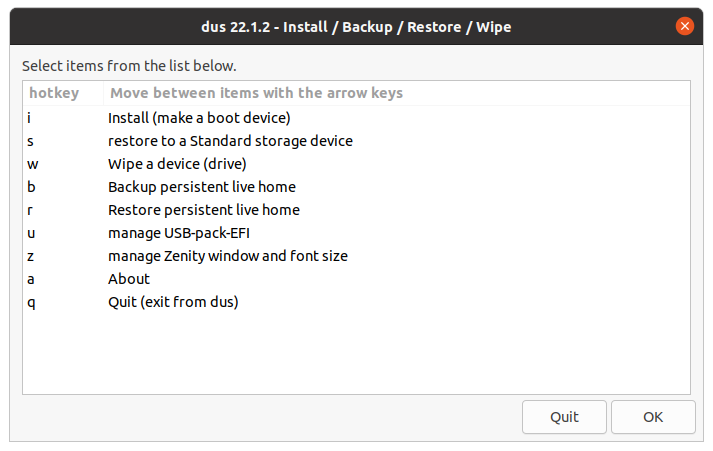 dus 22.1.2 - Install / Backup / Restore / Wipe
Select items from the list below.
hotkey Move between items with the arrow keys
i Install (make a boot device)
s restore to a Standard storage device
w Wipe a device (drive)
b Backup persistent live home
r Restore persistent live home
u manage USB-pack-EFI
z manage Zenity window and font size
a About
q Quit (exit from dus)
Quit OK